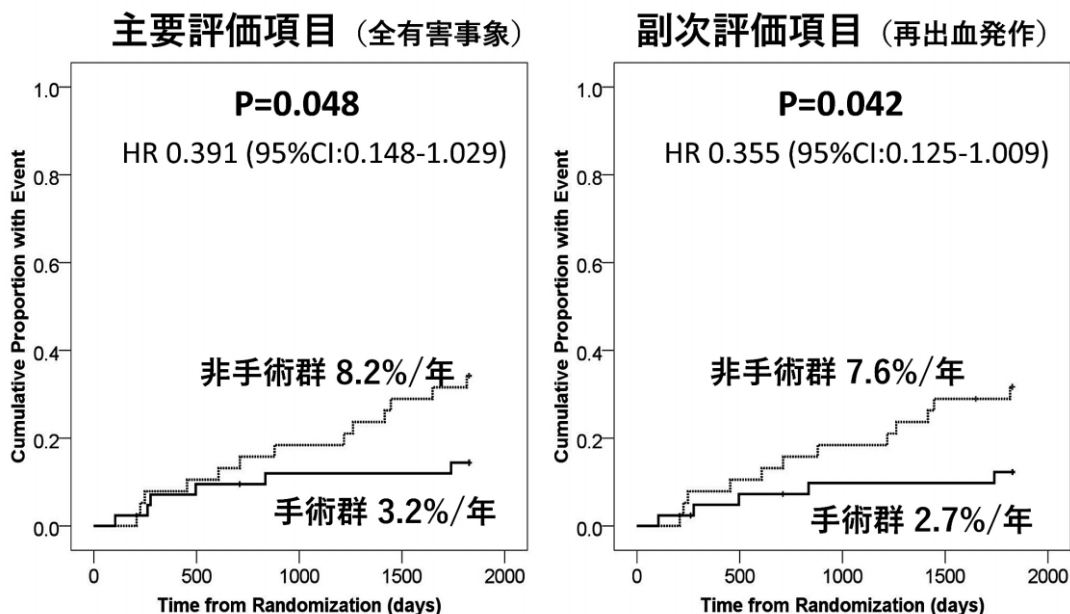 主要評価項目 （全有害事象）
P=0.048
HR 0.391 (95%CI:0.148-1.029)
Cumulative Proportion with Event
1.0
0.8
0.6
0.4
0.2
0.0
非手術群 8.2%/年
手術群 3.2%/年
0 500 1000 1500 2000
Time from Randomization (days)
副次評価項目 （再出血発作）
P=0.042
HR 0.355 (95%CI:0.125-1.009)
Cumulative Proportion with Event
1.0
0.8
0.6
0.4
0.2
0.0
非手術群 7.6%/年
手術群 2.7%/年
0 500 1000 1500 2000
Time from Randomization (days)